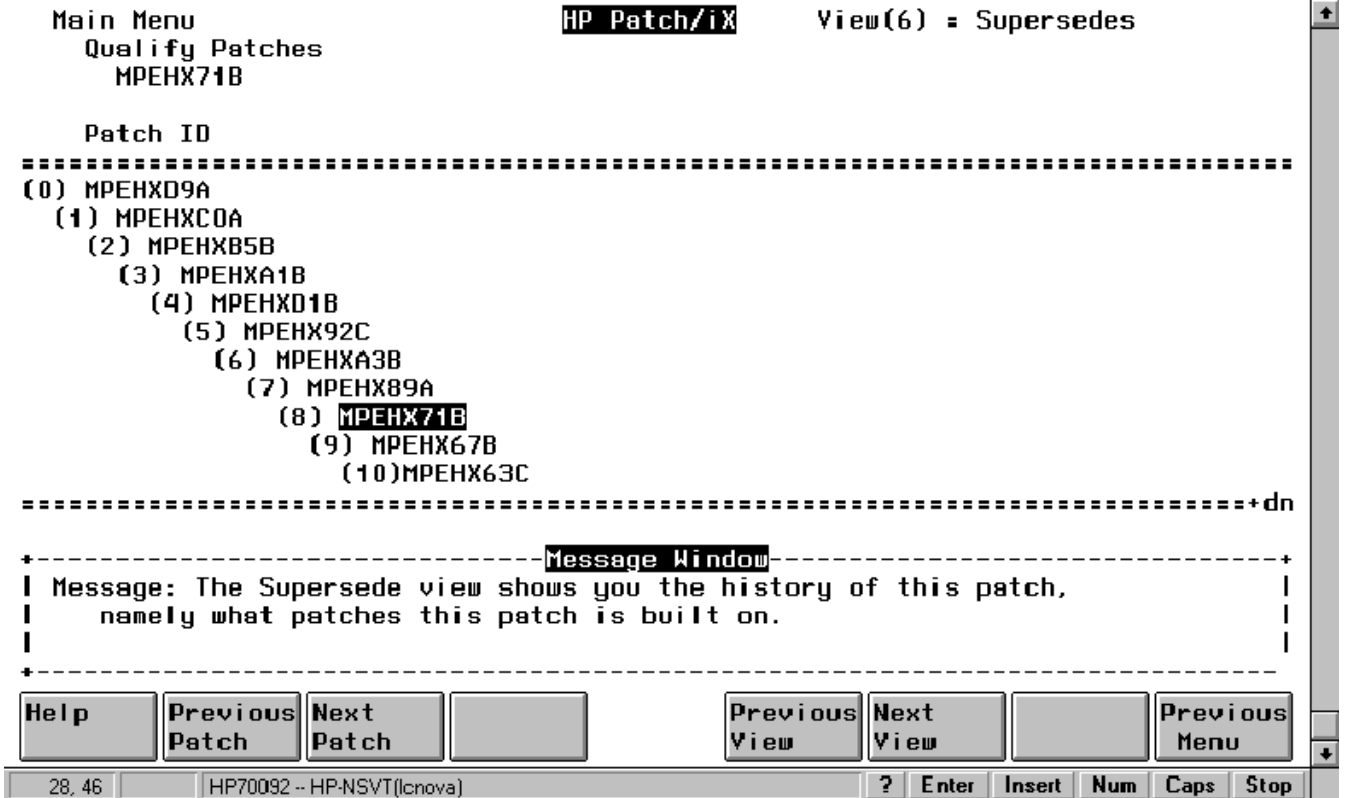 Main Menu HP Patch/iX View(6) = Supersedes
Qualify Patches
MPEHX71B
Patch ID
================================================================================
(0) MPEHXD9A
(1) MPEHXC0A
(2) MPEHXB5B
(3) MPEHXA1B
(4) MPEHXD1B
(5) MPEHX92C
(6) MPEHXA3B
(7) MPEHX89A
(8) MPEHX71B
(9) MPEHX67B
(10)MPEHX63C
=============================================================================+dn
+--------------------------------Message Window--------------------------------+
| Message: The Supersede view shows you the history of this patch, |
| namely what patches this patch is built on. |
| |
+------------------------------------------------------------------------------
Help Previous Patch Next Patch Previous View Next View Previous Menu
28, 46 HP70092 -- HP-NSVT(lcnova) ? Enter Insert Num Caps Stop